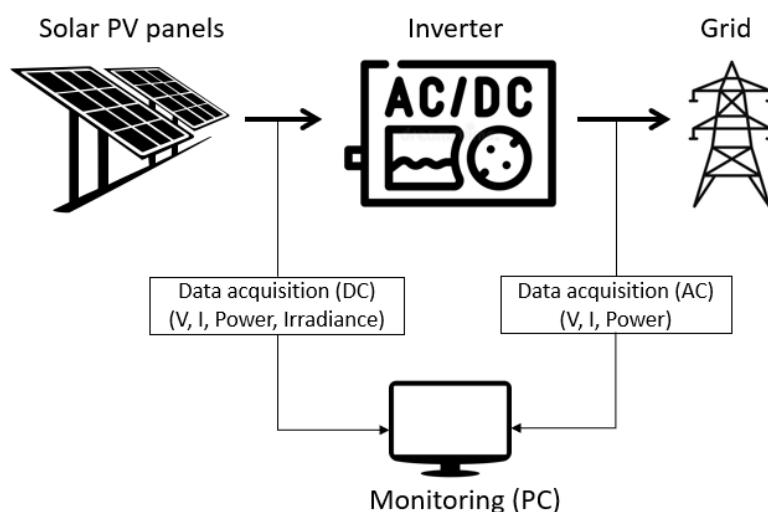 Solar PV panels
Inverter
Grid
AC/DC
Data acquisition (DC)
(V, I, Power, Irradiance)
Data acquisition (AC)
(V, I, Power)
Monitoring (PC)